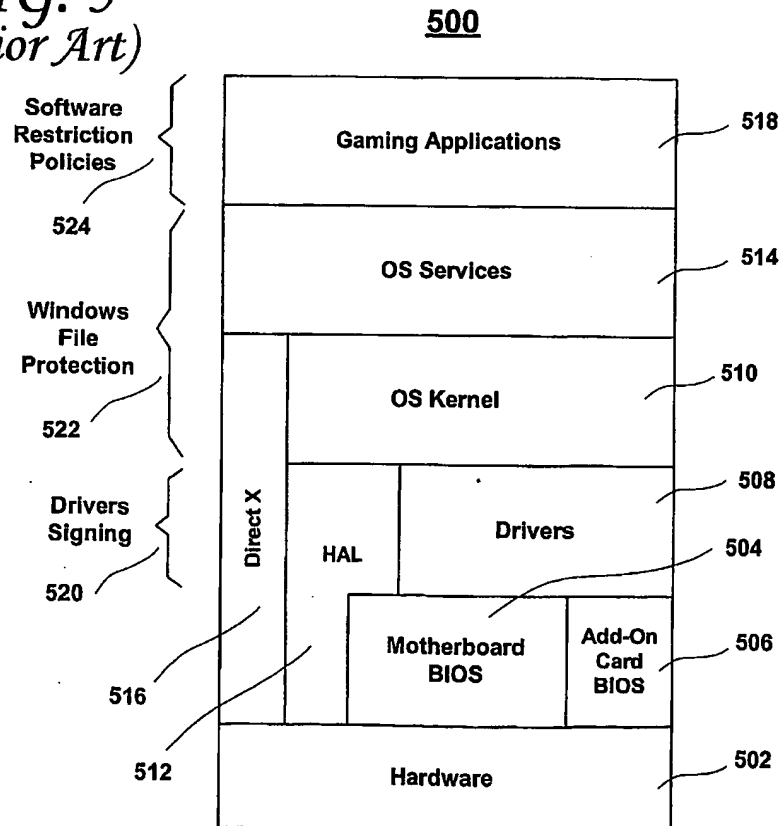 500
ior Art)
Software
Restriction
Policies
524
Gaming Applications
518
OS Services
514
Windows
File
Protection
522
OS Kernel
510
Drivers
Signing
520
Direct X
HAL
Drivers
508
504
Motherboard
BIOS
Add-On
Card
BIOS
506
516
512
Hardware
502